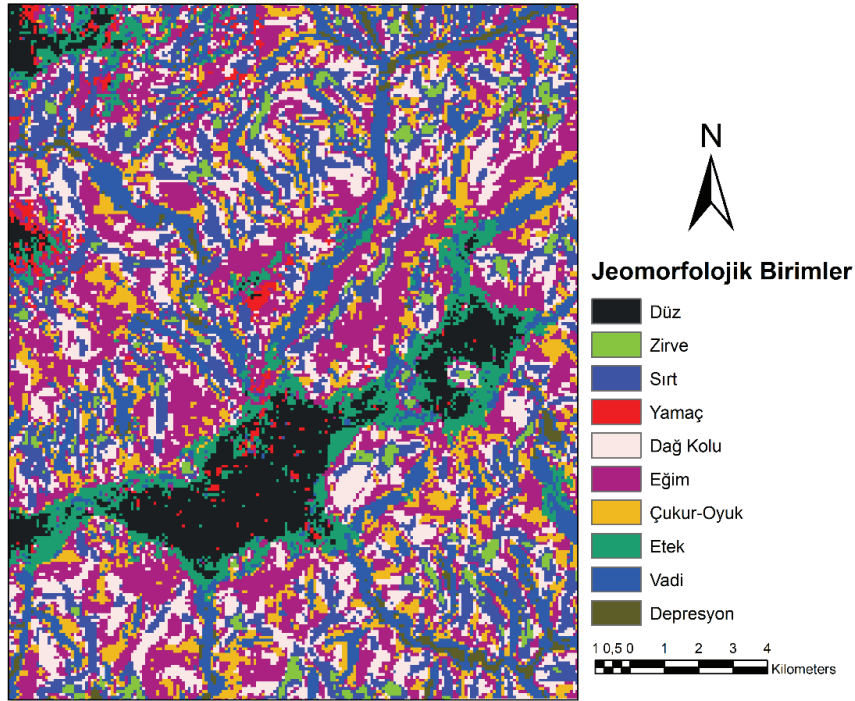 N
Jeomorfolojik Birimler
Düz
Zirve
Sırt
Yamaç
Dağ Kolu
Eğim
Çukur-Oyuk
Etek
Vadi
Depresyon
1 0,5 0 1 2 3 4
Kilometers